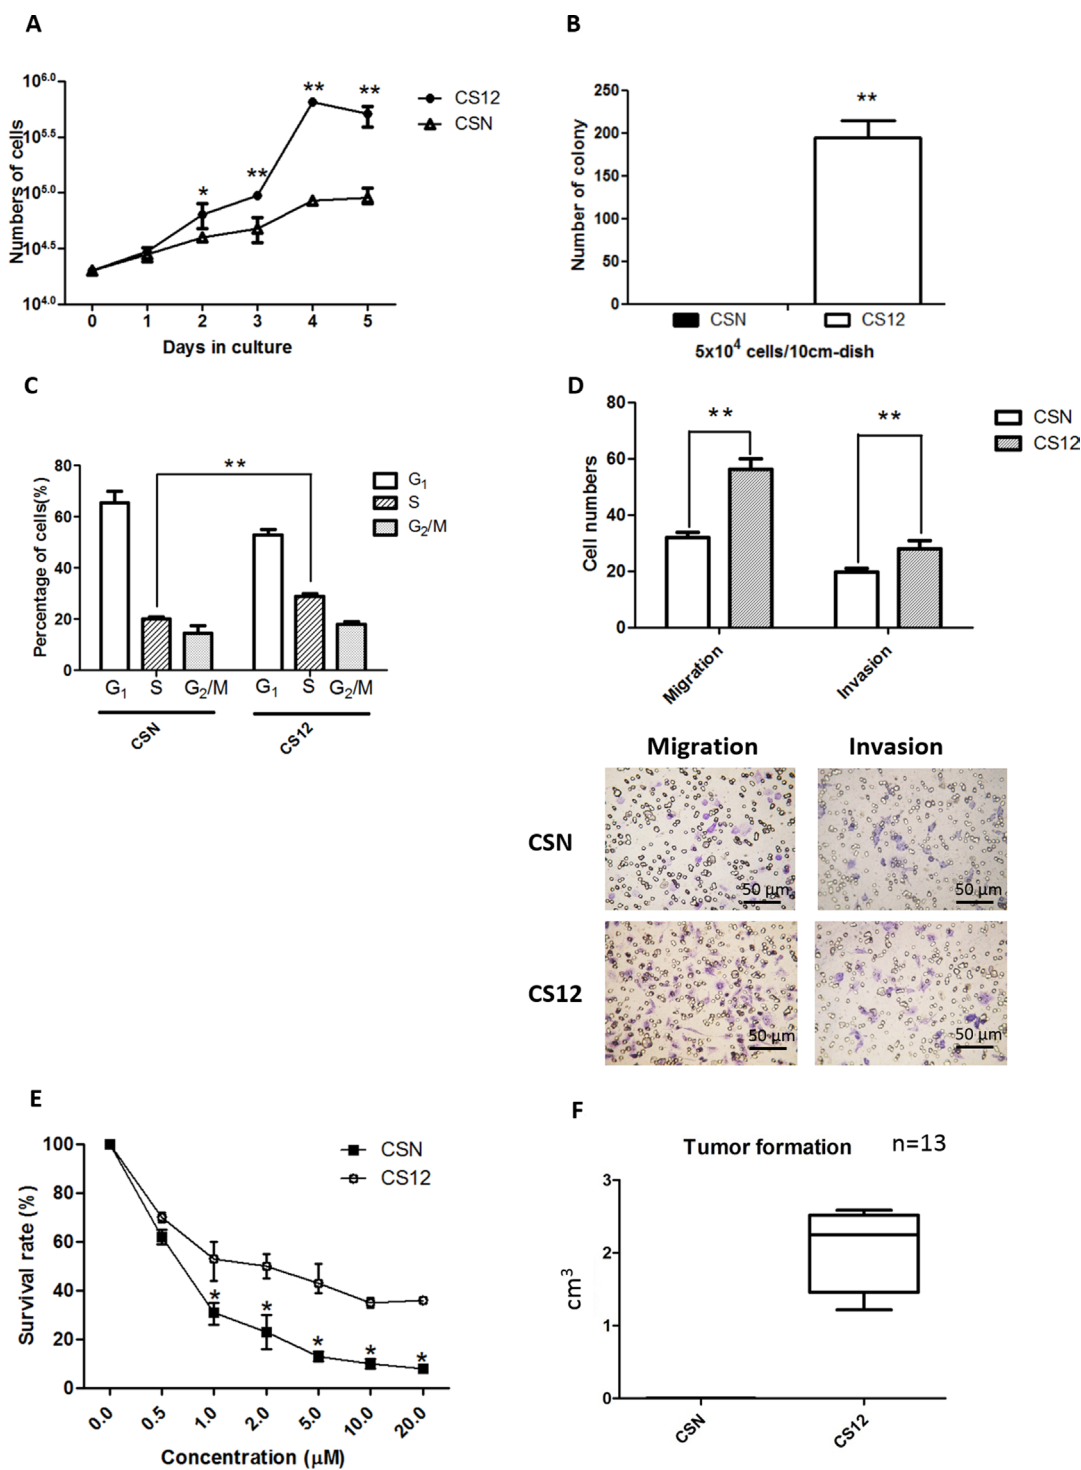 A
Numbers of cells
10^6.0
10^5.5
10^5.0
10^4.5
10^4.0
* ** ** **
CS12
CSN
0 1 2 3 4 5
Days in culture
B
Number of colony
250
200
150
100
50
0
**
CSN CS12
5x10^4 cells/10cm-dish
C
Percentage of cells(%)
80
60
40
20
0
**
G1
S
G2/M
G1 S G2/M G1 S G2/M
CSN CS12
D
Cell numbers
80
60
40
20
0
** **
CSN
CS12
Migration Invasion
Migration Invasion
CSN
50 μm 50 μm
CS12
50 μm 50 μm
E
Survival rate (%)
100
80
60
40
20
0
CSN
CS12
* * * * *
0.0 0.5 1.0 2.0 5.0 10.0 20.0
Concentration (μM)
F
Tumor formation n=13
cm³
3
2
1
0
CSN CS12